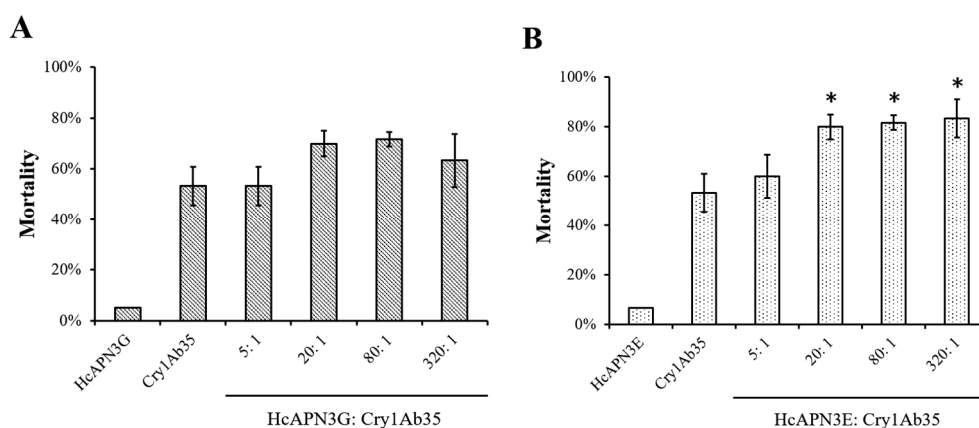 A
100%
80%
60%
40%
20%
0%
Mortality
HcAPN3G
Cry1Ab35
5: 1
20: 1
80: 1
320: 1
HcAPN3G: Cry1Ab35
B
100%
80%
60%
40%
20%
0%
Mortality
*
*
*
HcAPN3E
Cry1Ab35
5: 1
20: 1
80: 1
320: 1
HcAPN3E: Cry1Ab35